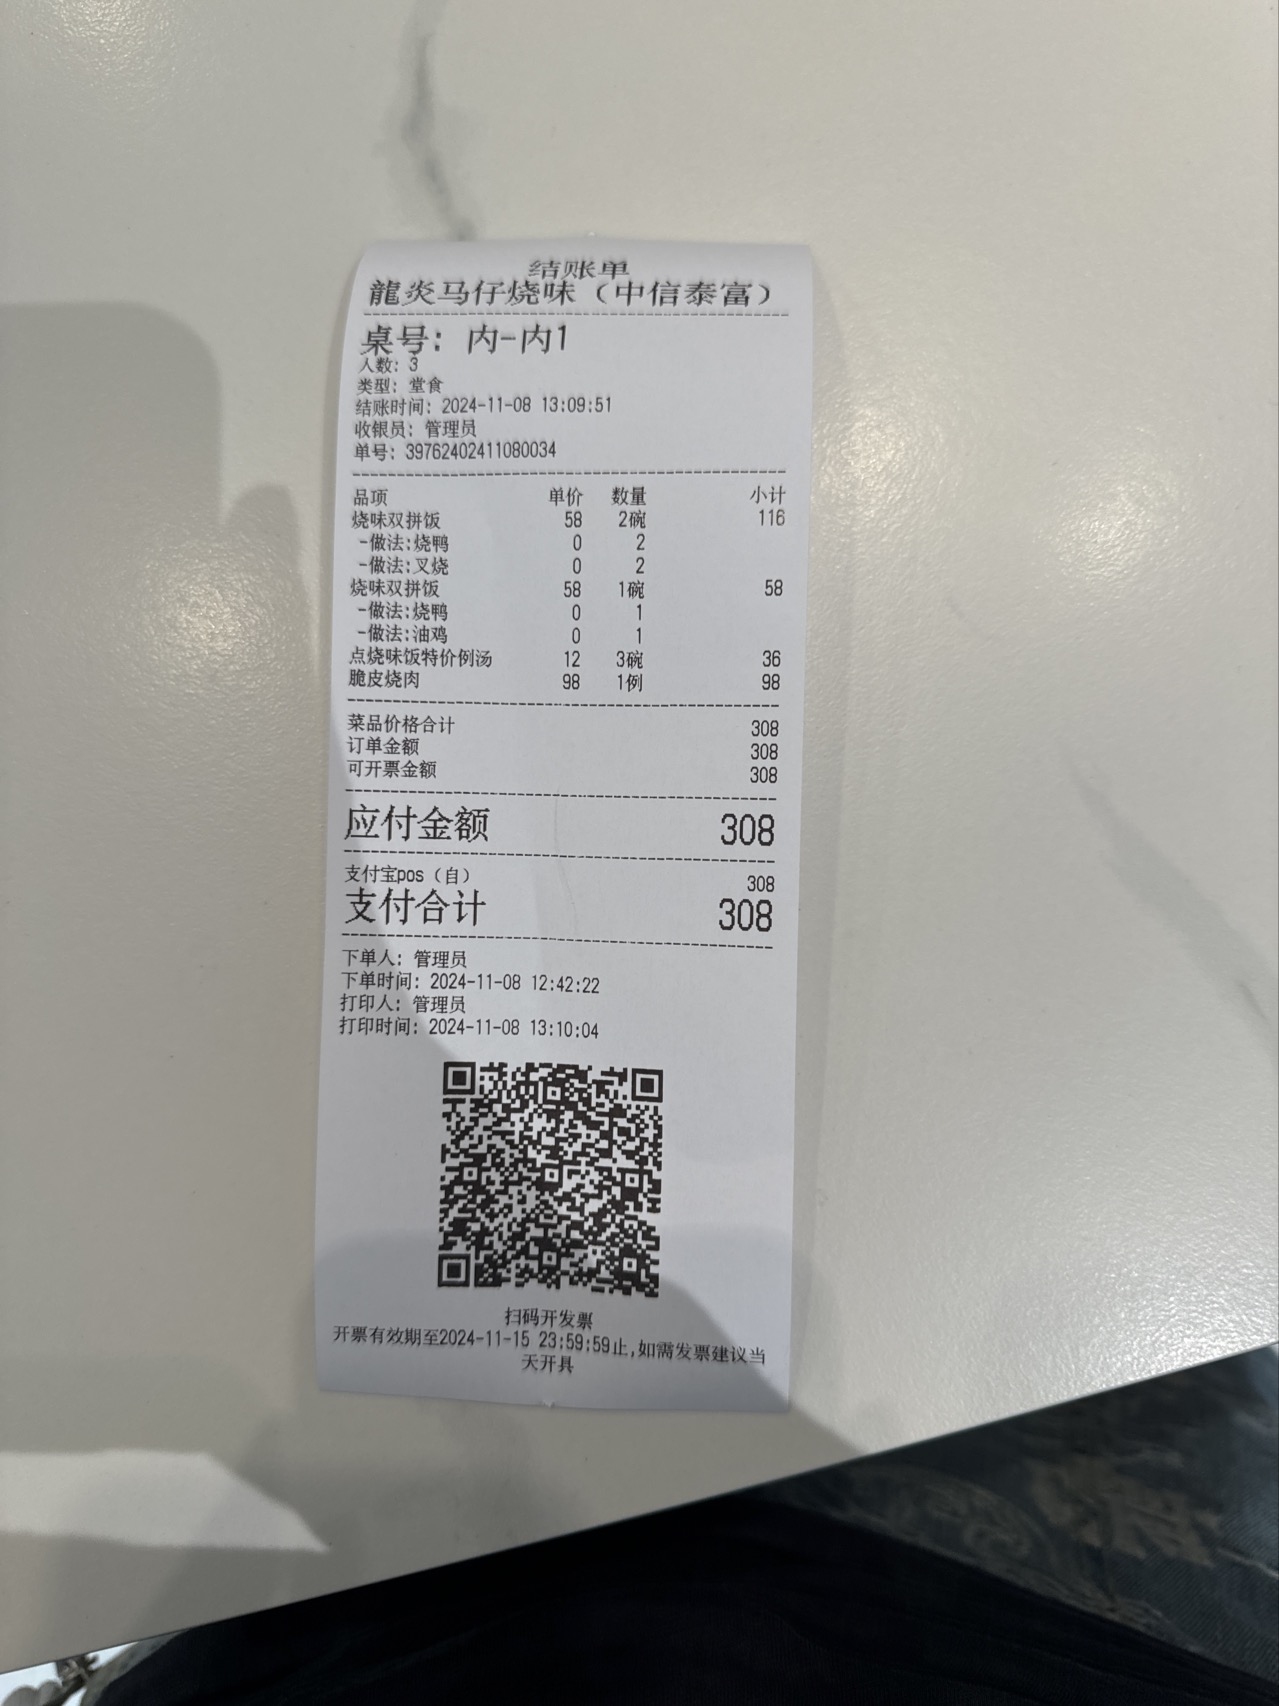 结账单
龍炎马仔烧味（中信泰富）
桌号：内-内1
人数：3
类型：堂食
结账时间：2024-11-08 13:09:51
收银员：管理员
单号：39762402411080034
品项 单价 数量 小计
烧味双拼饭 58 2碗 116
-做法:烧鸭 0 2
-做法:叉烧 0 2
烧味双拼饭 58 1碗 58
-做法:烧鸭 0 1
-做法:油鸡 0 1
点烧味饭特价例汤 12 3碗 36
脆皮烧肉 98 1例 98
菜品价格合计 308
订单金额 308
可开票金额 308
应付金额 308
支付宝pos（自） 308
支付合计 308
下单人：管理员
下单时间：2024-11-08 12:42:22
打印人：管理员
打印时间：2024-11-08 13:10:04
扫码开发票
开票有效期至2024-11-15 23:59:59止,如需发票建议当
天开具